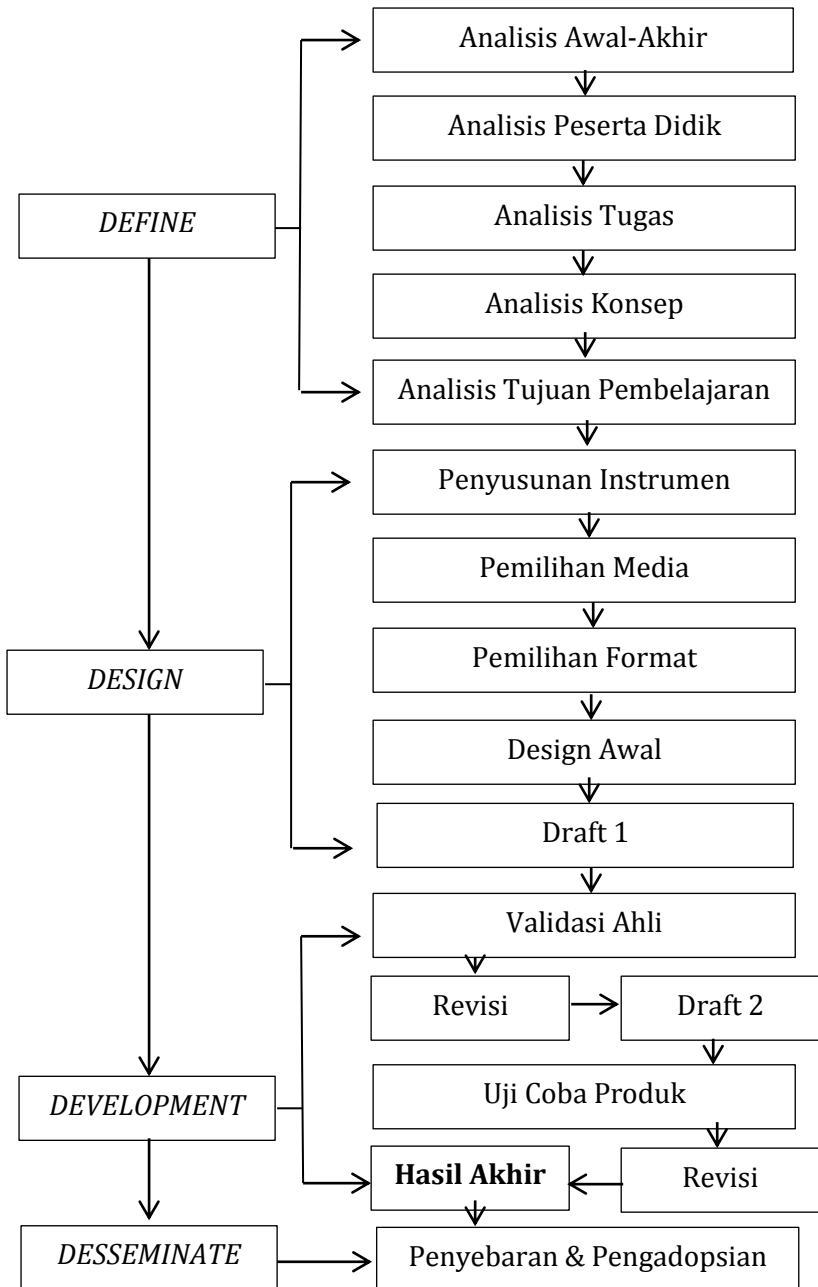 Analisis Awal-Akhir
Analisis Peserta Didik
DEFINE
Analisis Tugas
Analisis Konsep
Analisis Tujuan Pembelajaran
Penyusunan Instrumen
Pemilihan Media
DESIGN
Pemilihan Format
Design Awal
Draft 1
Validasi Ahli
Revisi
Draft 2
DEVELOPMENT
Uji Coba Produk
Hasil Akhir
Revisi
DESSEMINATE
Penyebaran & Pengadopsian